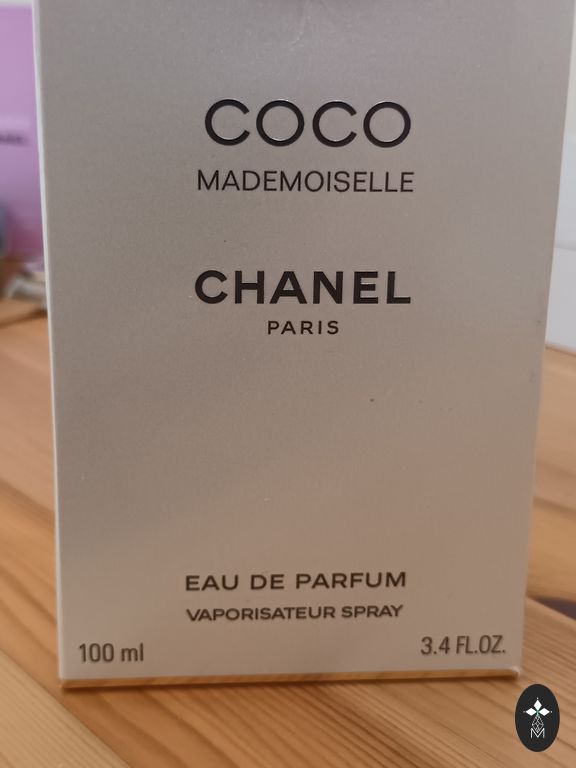 COCO
MADEMOISELLE
CHANEL
PARIS
EAU DE PARFUM
VAPORISATEUR SPRAY
100 ml 3.4 FL.OZ.
M